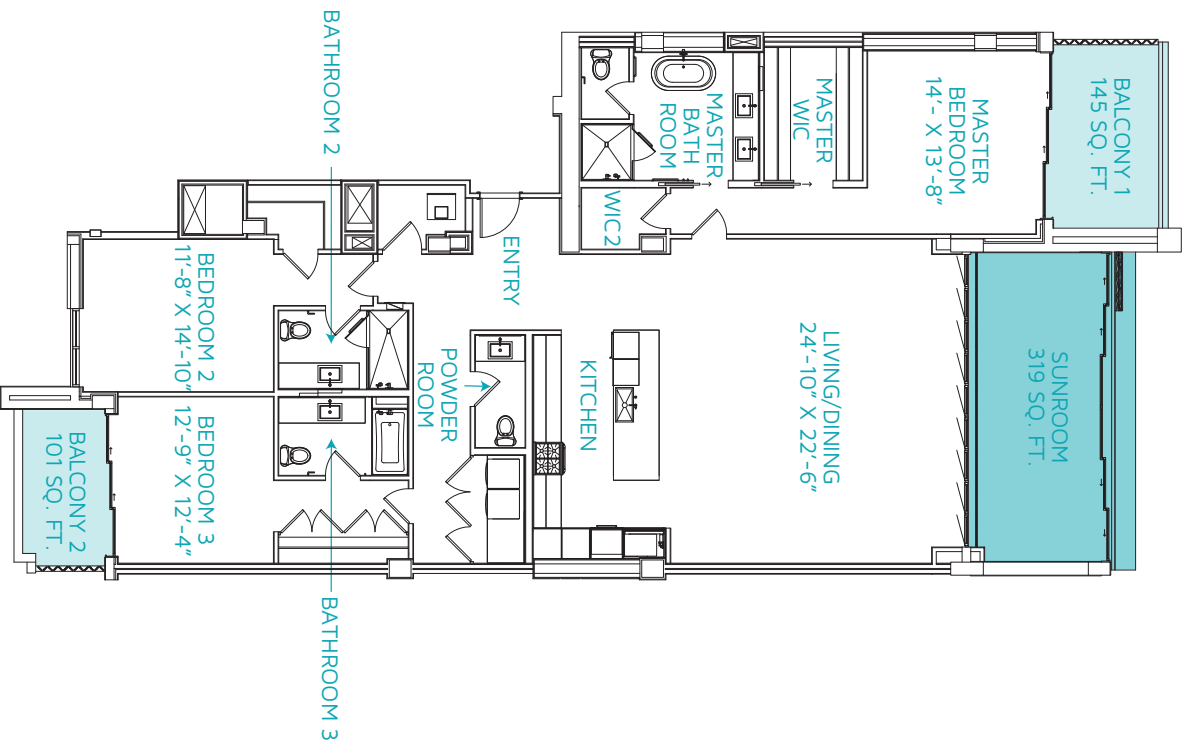 BALCONY 1
145 SQ. FT.
MASTER
BEDROOM
14'- X 13'-8"
MASTER
WIC
MASTER
BATH
ROOM
WIC2
SUNROOM
319 SQ. FT.
LIVING/DINING
24'-10" X 22'-6"
KITCHEN
ENTRY
POWDER
ROOM
BATHROOM 2
BEDROOM 2
11'-8" X 14'-10"
BEDROOM 3
12'-9" X 12'-4"
BALCONY 2
101 SQ. FT.
BATHROOM 3